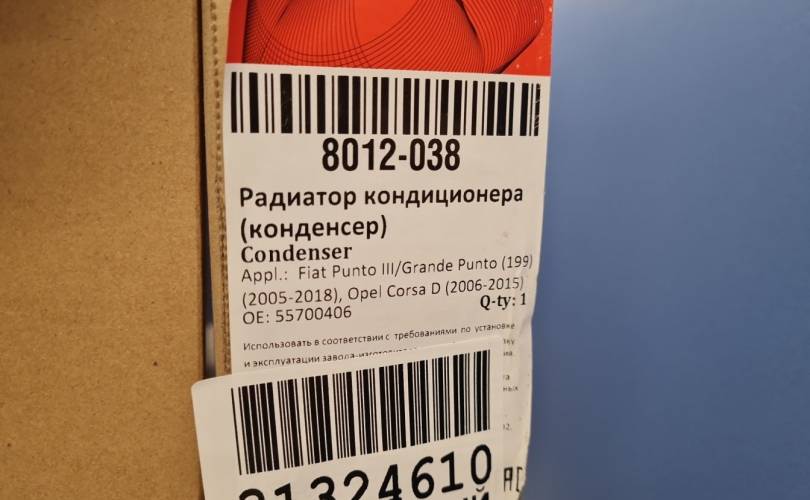 8012-038
Радиатор кондиционера
(конденсер)
Condenser
Appl.: Fiat Punto III/Grande Punto (199)
(2005-2018), Opel Corsa D (2006-2015)
Q-ty: 1
OE: 55700406
Использовать в соответствии с требованиями по установке
и эксплуатации